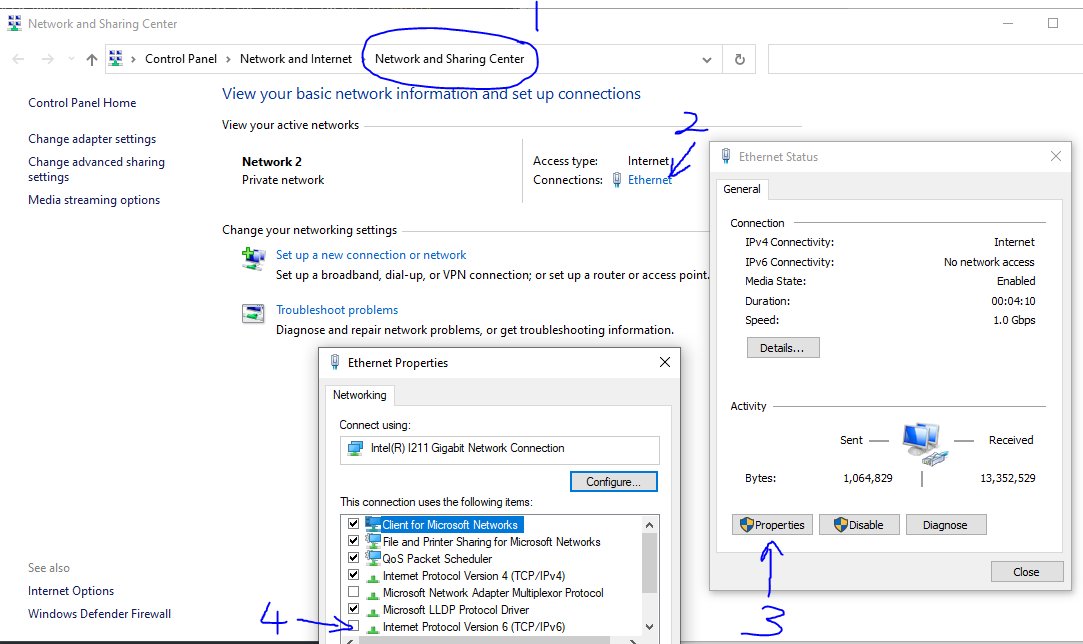 1
Network and Sharing Center
Control Panel > Network and Internet > Network and Sharing Center
Control Panel Home
Change adapter settings
Change advanced sharing
settings
Media streaming options
See also
Internet Options
Windows Defender Firewall
View your basic network information and set up connections
View your active networks
Network 2
Private network
Access type: Internet
Connections: Ethernet
2
Change your networking settings
Set up a new connection or network
Set up a broadband, dial-up, or VPN connection; or set up a router or access point.
Troubleshoot problems
Diagnose and repair network problems, or get troubleshooting information.
Ethernet Status
General
Connection
IPv4 Connectivity: Internet
IPv6 Connectivity: No network access
Media State: Enabled
Duration: 00:04:10
Speed: 1.0 Gbps
Details...
Activity
Sent — Received
Bytes: 1,064,829 | 13,352,529
Properties Disable Diagnose
Close
3
Ethernet Properties
Networking
Connect using:
Intel(R) I211 Gigabit Network Connection
Configure...
This connection uses the following items:
Client for Microsoft Networks
File and Printer Sharing for Microsoft Networks
QoS Packet Scheduler
Internet Protocol Version 4 (TCP/IPv4)
Microsoft Network Adapter Multiplexor Protocol
Microsoft LLDP Protocol Driver
Internet Protocol Version 6 (TCP/IPv6)
4